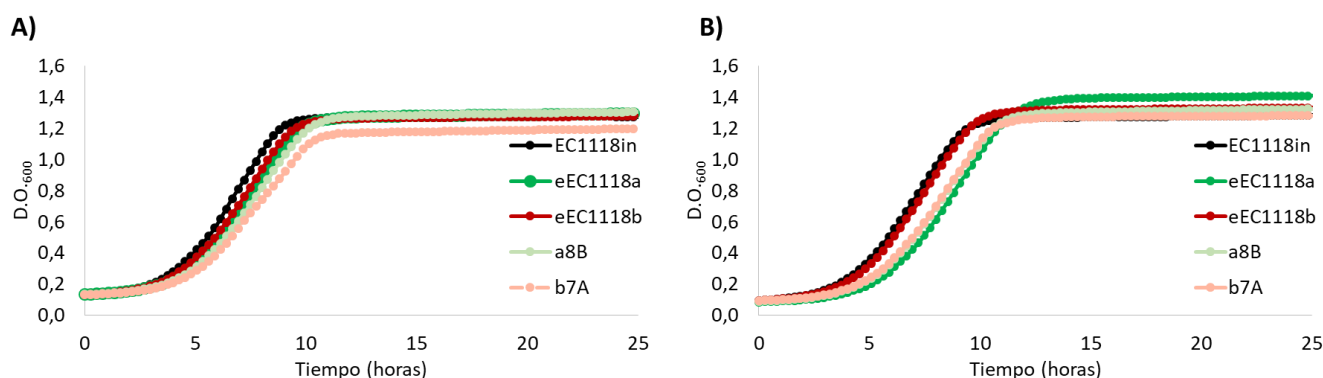 A)
1,6
1,4
1,2
1,0
0,8
0,6
0,4
0,2
0,0
D.O.600
0 5 10 15 20 25
Tiempo (horas)
EC1118in
eEC1118a
eEC1118b
a8B
b7A
B)
1,6
1,4
1,2
1,0
0,8
0,6
0,4
0,2
0,0
D.O.600
0 5 10 15 20 25
Tiempo (horas)
EC1118in
eEC1118a
eEC1118b
a8B
b7A